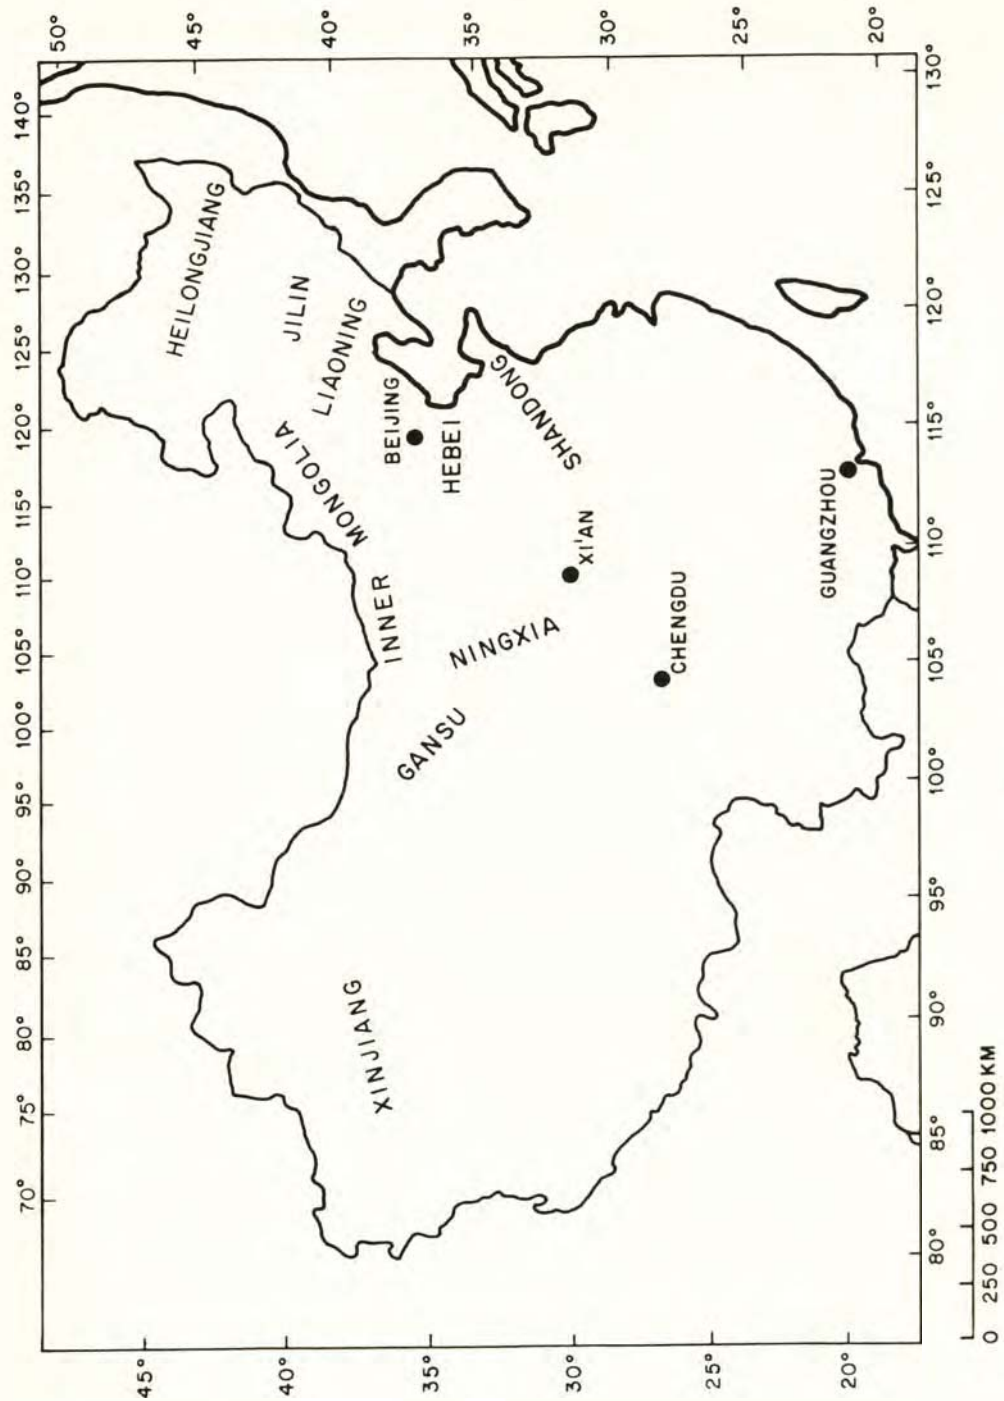 70° 75° 80° 85° 90° 95° 100° 105° 110° 115° 120° 125° 130° 135° 140°
50°
45°
40°
35°
30°
25°
20°
45°
40°
35°
30°
25°
20°
HEILONGJIANG
JILIN
LIAONING
INNER MONGOLIA
BEIJING
HEBEI
SHANDONG
XINJIANG
GANSU
NINGXIA
XI'AN
CHENGDU
GUANGZHOU
80° 85° 90° 95° 100° 105° 110° 115° 120° 125° 130°
0 250 500 750 1000 KM